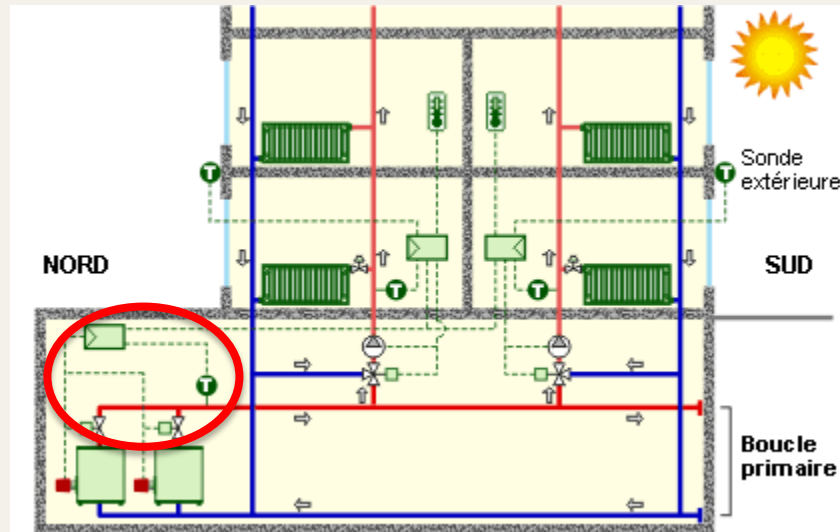 Sonde
extérieure
T
T
NORD
SUD
T
T
T
Boucle
primaire